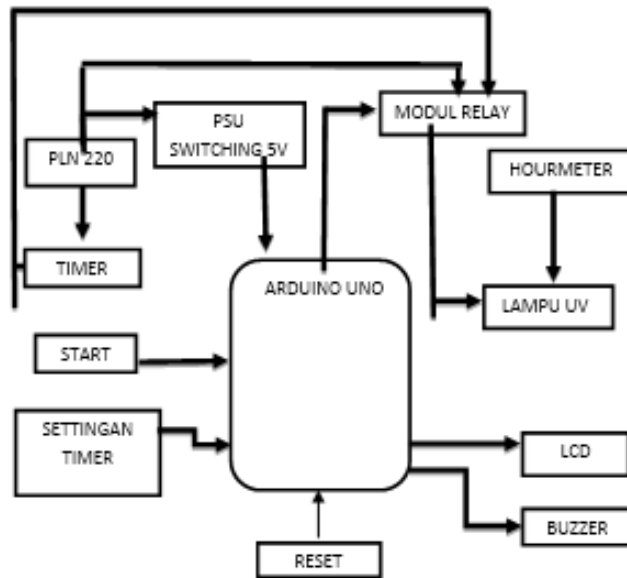 PSU
SWITCHING 5V
MODUL RELAY
PLN 220
HOURMETER
TIMER
ARDUINO UNO
LAMPU UV
START
SETTINGAN
TIMER
LCD
BUZZER
RESET